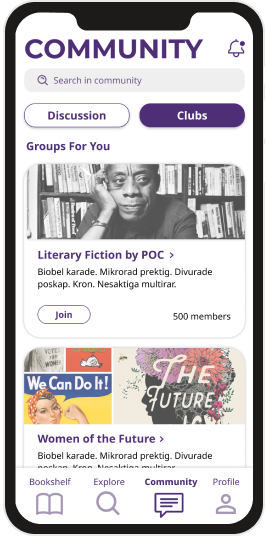 COMMUNITY
Search in community
Discussion
Clubs
Groups For You
Literary Fiction by POC >
Biobel karade. Mikrorad prektig. Divurade
poskap. Kron. Nesaktiga multirar.
Join
500 members
We Can Do It!
THE
FUTURE
Women of the Future >
Biobel karade. Mikrorad prektig. Divurade
poskap. Kron. Nesaktiga multirar.
Bookshelf
Explore
Community
Profile